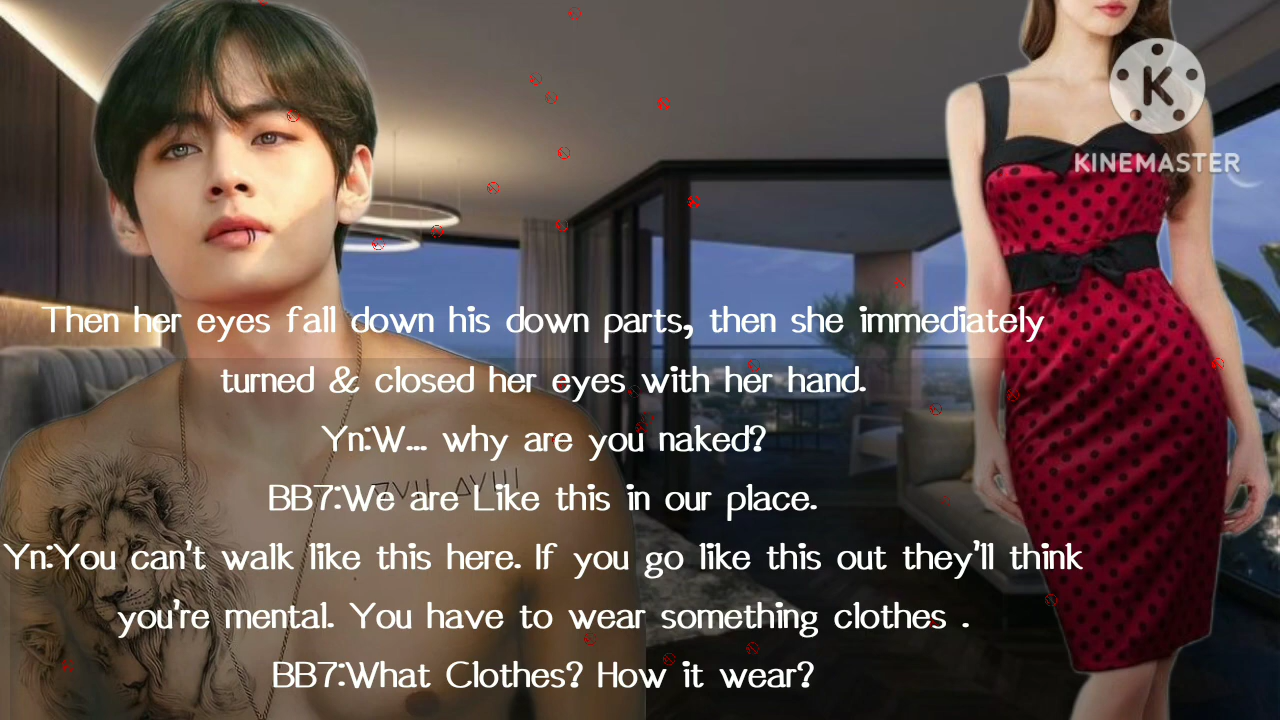 K
KINEMASTER
Then her eyes fall down his down parts, then she immediately
turned & closed her eyes with her hand.
Yn:W... why are you naked?
BB7:We are Like this in our place.
Yn:You can't walk like this here. If you go like this out they'll think
you're mental. You have to wear something clothes .
BB7:What Clothes? How it wear?